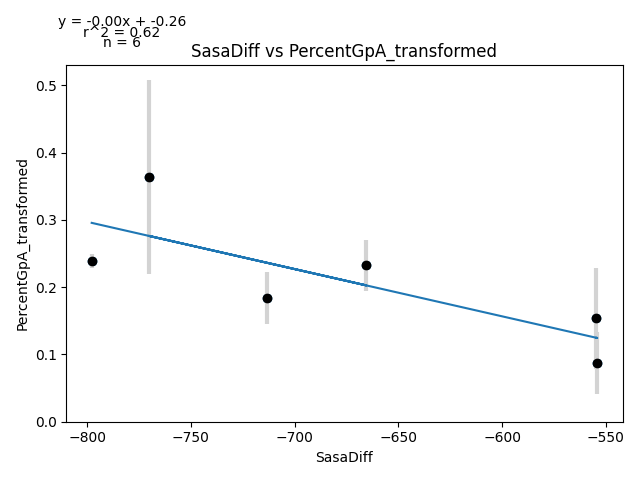 y = -0.00x + -0.26
r^2 = 0.62
n = 6
SasaDiff vs PercentGpA_transformed
PercentGpA_transformed
0.5
0.4
0.3
0.2
0.1
0.0
−800
−750
−700
−650
−600
−550
SasaDiff